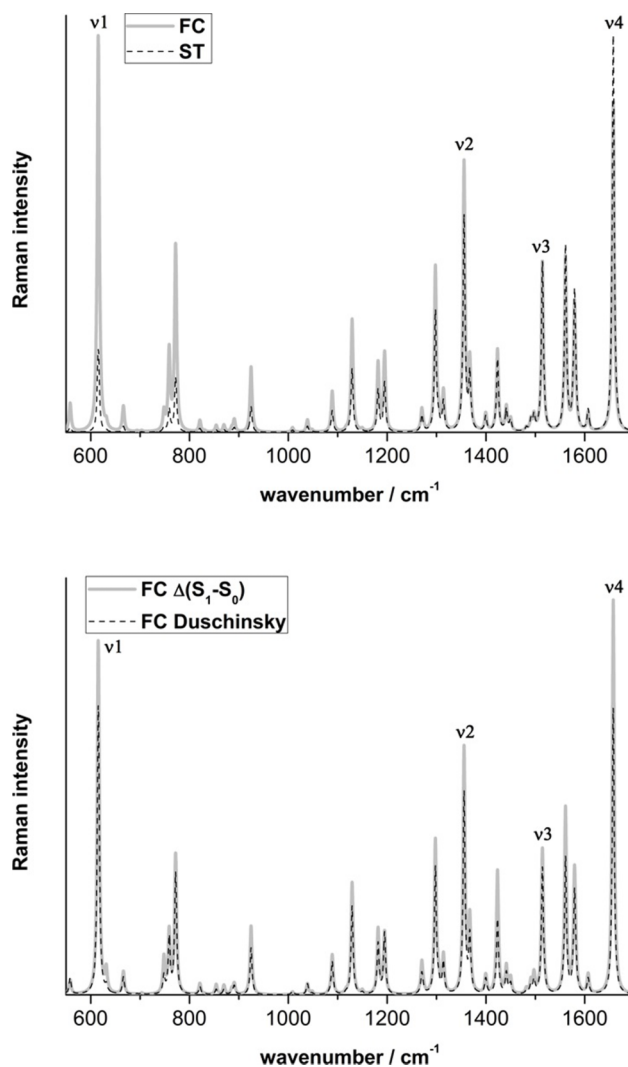 ν1
FC
ST
ν2
ν3
ν4
Raman intensity
600 800 1000 1200 1400 1600
wavenumber / cm⁻¹
FC Δ(S₁-S₀)
FC Duschinsky
ν1
ν2
ν3
ν4
Raman intensity
600 800 1000 1200 1400 1600
wavenumber / cm⁻¹